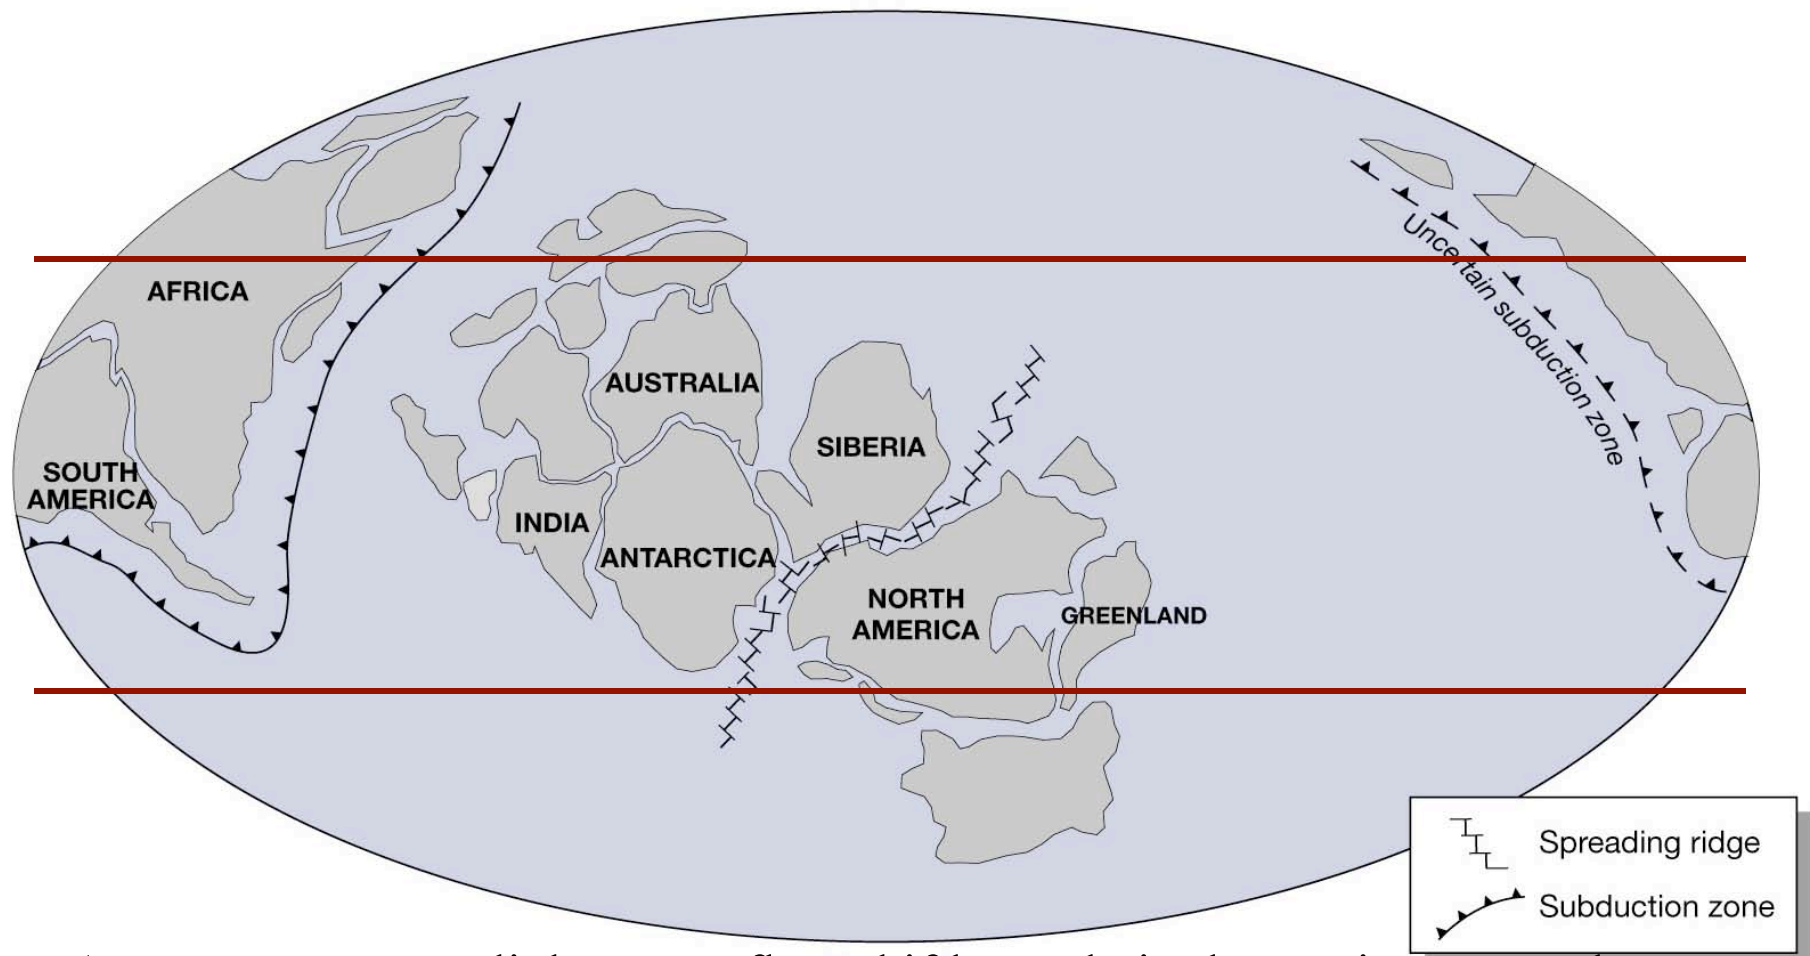 AFRICA
Uncertain subduction zone
AUSTRALIA
SIBERIA
SOUTH
AMERICA
INDIA
ANTARCTICA
NORTH
AMERICA
GREENLAND
Spreading ridge
Subduction zone